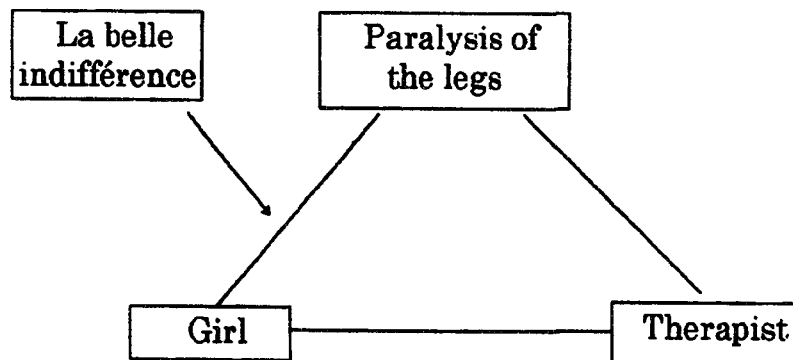 La belle
indifférence
Paralysis of
the legs
Girl
Therapist